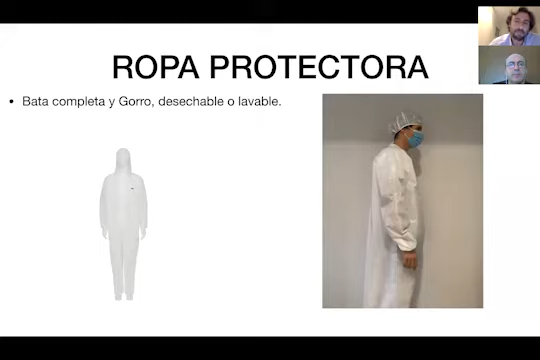 ROPA PROTECTORA
• Bata completa y Gorro, desechable o lavable.